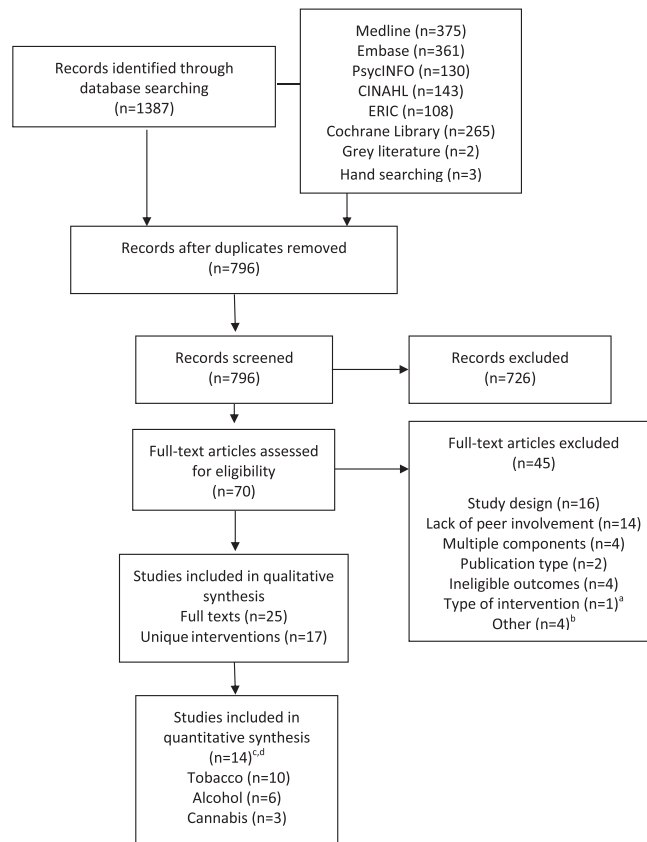 Records identified through
database searching
(n=1387)
Medline (n=375)
Embase (n=361)
PsycINFO (n=130)
CINAHL (n=143)
ERIC (n=108)
Cochrane Library (n=265)
Grey literature (n=2)
Hand searching (n=3)
Records after duplicates removed
(n=796)
Records screened
(n=796)
Records excluded
(n=726)
Full-text articles assessed
for eligibility
(n=70)
Full-text articles excluded
(n=45)
Study design (n=16)
Lack of peer involvement (n=14)
Multiple components (n=4)
Publication type (n=2)
Ineligible outcomes (n=4)
Type of intervention (n=1)a
Other (n=4)b
Studies included in qualitative
synthesis
Full texts (n=25)
Unique interventions (n=17)
Studies included in
quantitative synthesis
(n=14)c,d
Tobacco (n=10)
Alcohol (n=6)
Cannabis (n=3)